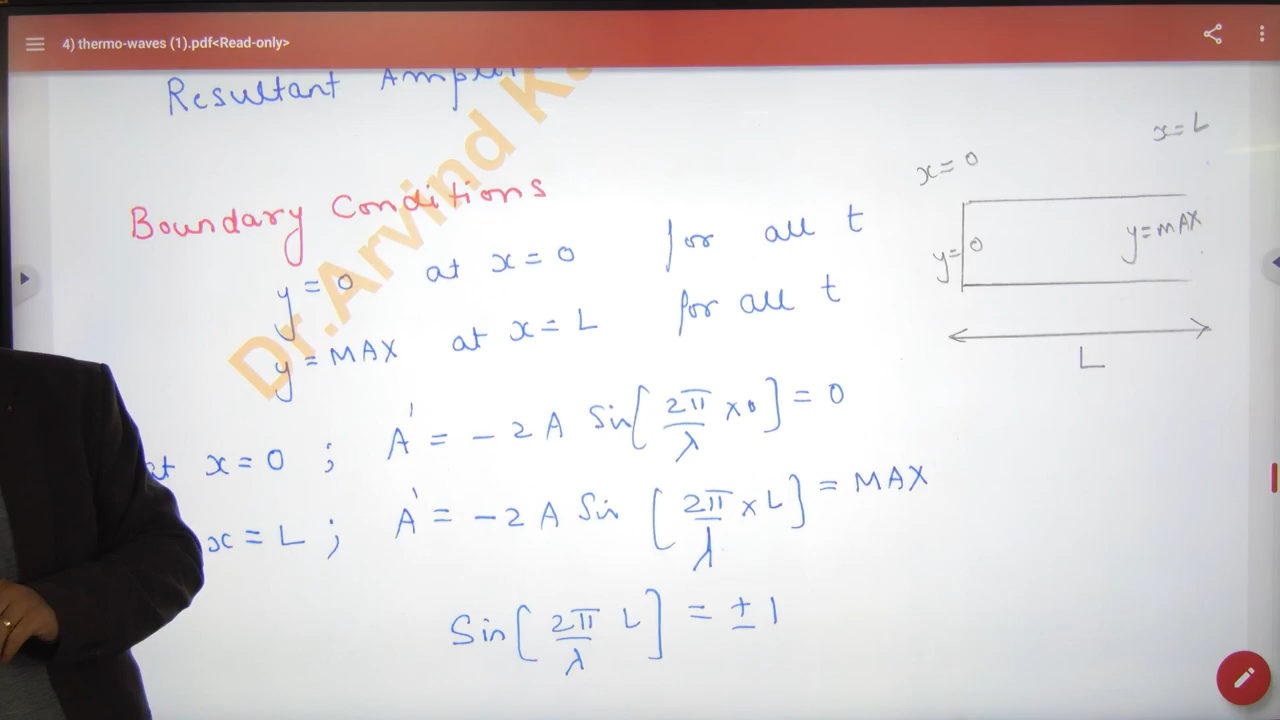 4) thermo-waves (1).pdf<Read-only>
Resultant
Boundary Conditions
y = 0 at x = 0 for all t
y = MAX at x = L for all t
at x = 0 ; A' = - 2 A Sin[2π/λ × 0] = 0
x = L ; A' = - 2 A Sin [2π/λ × L] = MAX
Sin[2π/λ L] = ± 1
x = 0
x = L
y = 0
y = MAX
L
Dr.Arvind